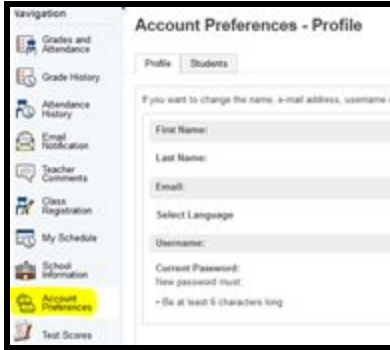 Navigation
Grades and
Attendance
Grade History
Attendance
History
Email
Notification
Teacher
Comments
Class
Registration
My Schedule
School
Information
Account
Preferences
Test Scores
Account Preferences - Profile
Profile
Students
If you want to change the name, e-mail address, username
First Name:
Last Name:
Email:
Select Language
Username:
Current Password:
New password must:
• Be at least 6 characters long